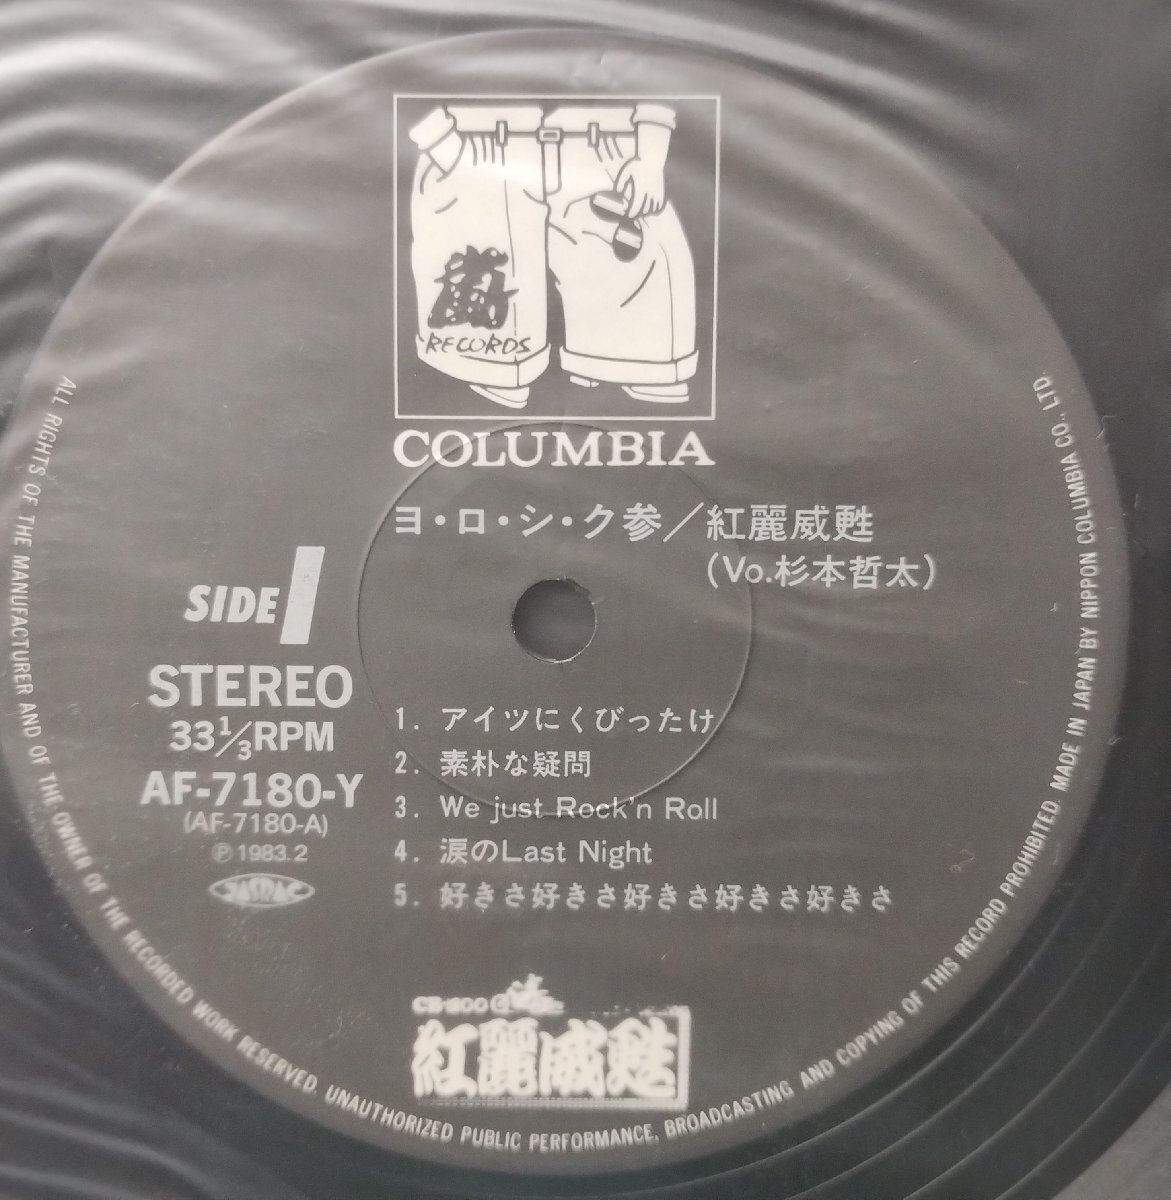 嵐
RECORDS
COLUMBIA
ヨ・ロ・シ・ク参／紅麗威甦
(Vo.杉本哲太)
SIDE 1
STEREO
33⅓RPM
AF-7180-Y
(AF-7180-A)
Ⓟ1983.2
JASRAC
1. アイツにくびったけ
2. 素朴な疑問
3. We just Rock'n Roll
4. 涙のLast Night
5. 好きさ好きさ好きさ好きさ好きさ
紅麗威甦
ALL RIGHTS OF THE MANUFACTURER AND OF THE OWNER OF THE RECORDED WORK RESERVED. UNAUTHORIZED PUBLIC PERFORMANCE, BROADCASTING AND COPYING OF THIS RECORD PROHIBITED. MADE IN JAPAN BY NIPPON COLUMBIA CO., LTD.